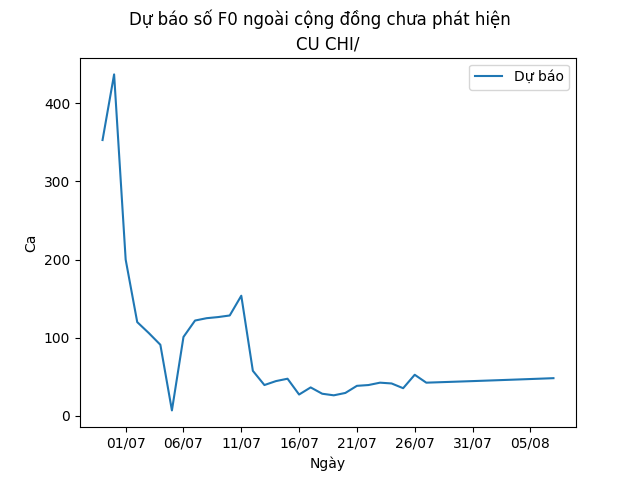 Dự báo số F0 ngoài cộng đồng chưa phát hiện
CU CHI/
Dự báo
400
300
200
100
0
Ca
01/07 06/07 11/07 16/07 21/07 26/07 31/07 05/08
Ngày